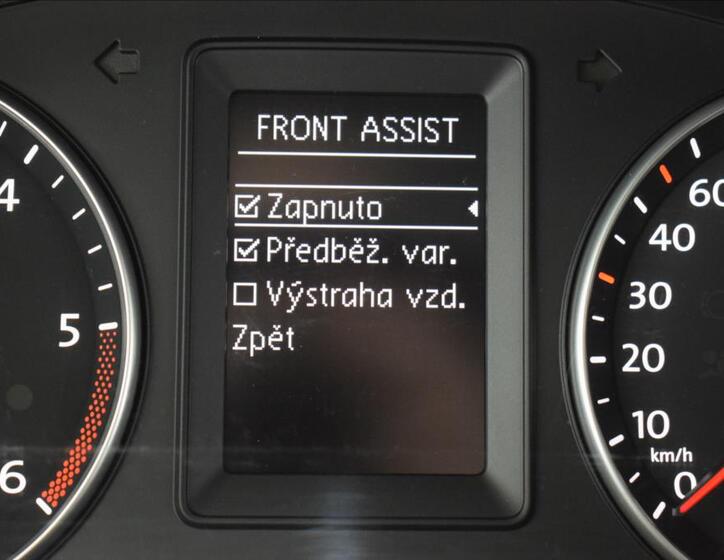 FRONT ASSIST
Zapnuto
Předběž. var.
Výstraha vzd.
Zpět
4
5
6
60
40
30
20
10
km/h
0